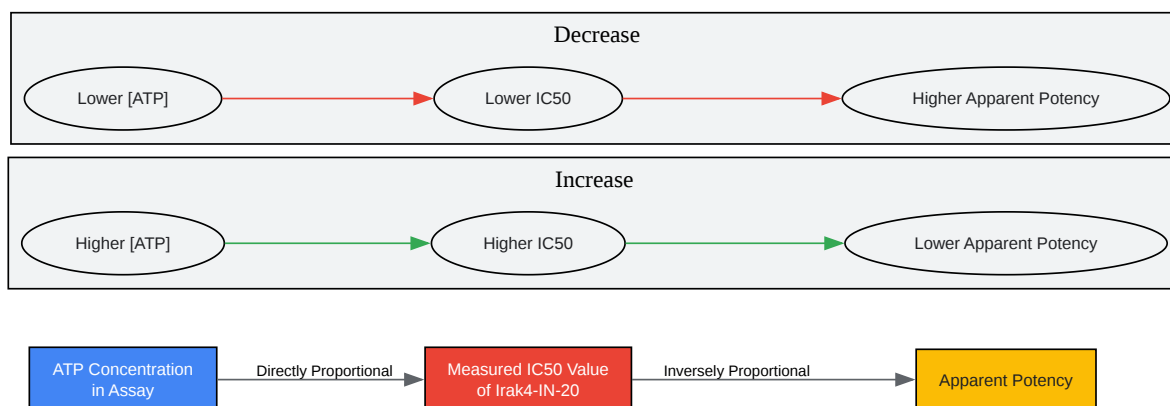 Decrease
Lower [ATP]
Lower IC50
Higher Apparent Potency
Increase
Higher [ATP]
Higher IC50
Lower Apparent Potency
ATP Concentration
in Assay
Directly Proportional
Measured IC50 Value
of Irak4-IN-20
Inversely Proportional
Apparent Potency